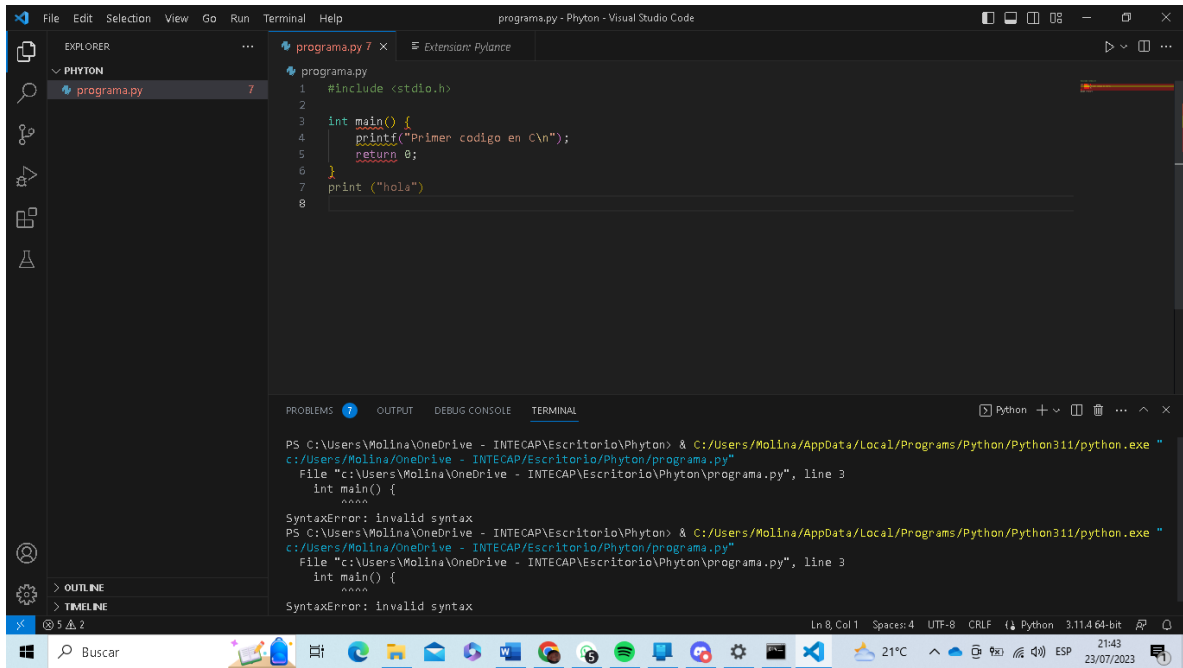 File Edit Selection View Go Run Terminal Help
programa.py - Phyton - Visual Studio Code
EXPLORER
PHYTON
programa.py 7
programa.py 7
Extension: Pylance
programa.py
1 #include <stdio.h>
2
3 int main() {
4 printf("Primer codigo en C\n");
5 return 0;
6 }
7 print ("hola")
8
PROBLEMS 7 OUTPUT DEBUG CONSOLE TERMINAL
Python
PS C:\Users\Molina\OneDrive - INTECAP\Escritorio\Phyton> & C:/Users/Molina/AppData/Local/Programs/Python/Python311/python.exe "
c:/Users/Molina/OneDrive - INTECAP/Escritorio/Phyton/programa.py"
File "c:\Users\Molina\OneDrive - INTECAP\Escritorio\Phyton\programa.py", line 3
int main() {
^^^^
SyntaxError: invalid syntax
PS C:\Users\Molina\OneDrive - INTECAP\Escritorio\Phyton> & C:/Users/Molina/AppData/Local/Programs/Python/Python311/python.exe "
c:/Users/Molina/OneDrive - INTECAP/Escritorio/Phyton/programa.py"
File "c:\Users\Molina\OneDrive - INTECAP\Escritorio\Phyton\programa.py", line 3
int main() {
^^^^
SyntaxError: invalid syntax
OUTLINE
TIMELINE
5 2
Ln 8, Col 1 Spaces: 4 UTF-8 CRLF Python 3.11.4 64-bit
Buscar
5
21°C
ESP
21:43
23/07/2023
1